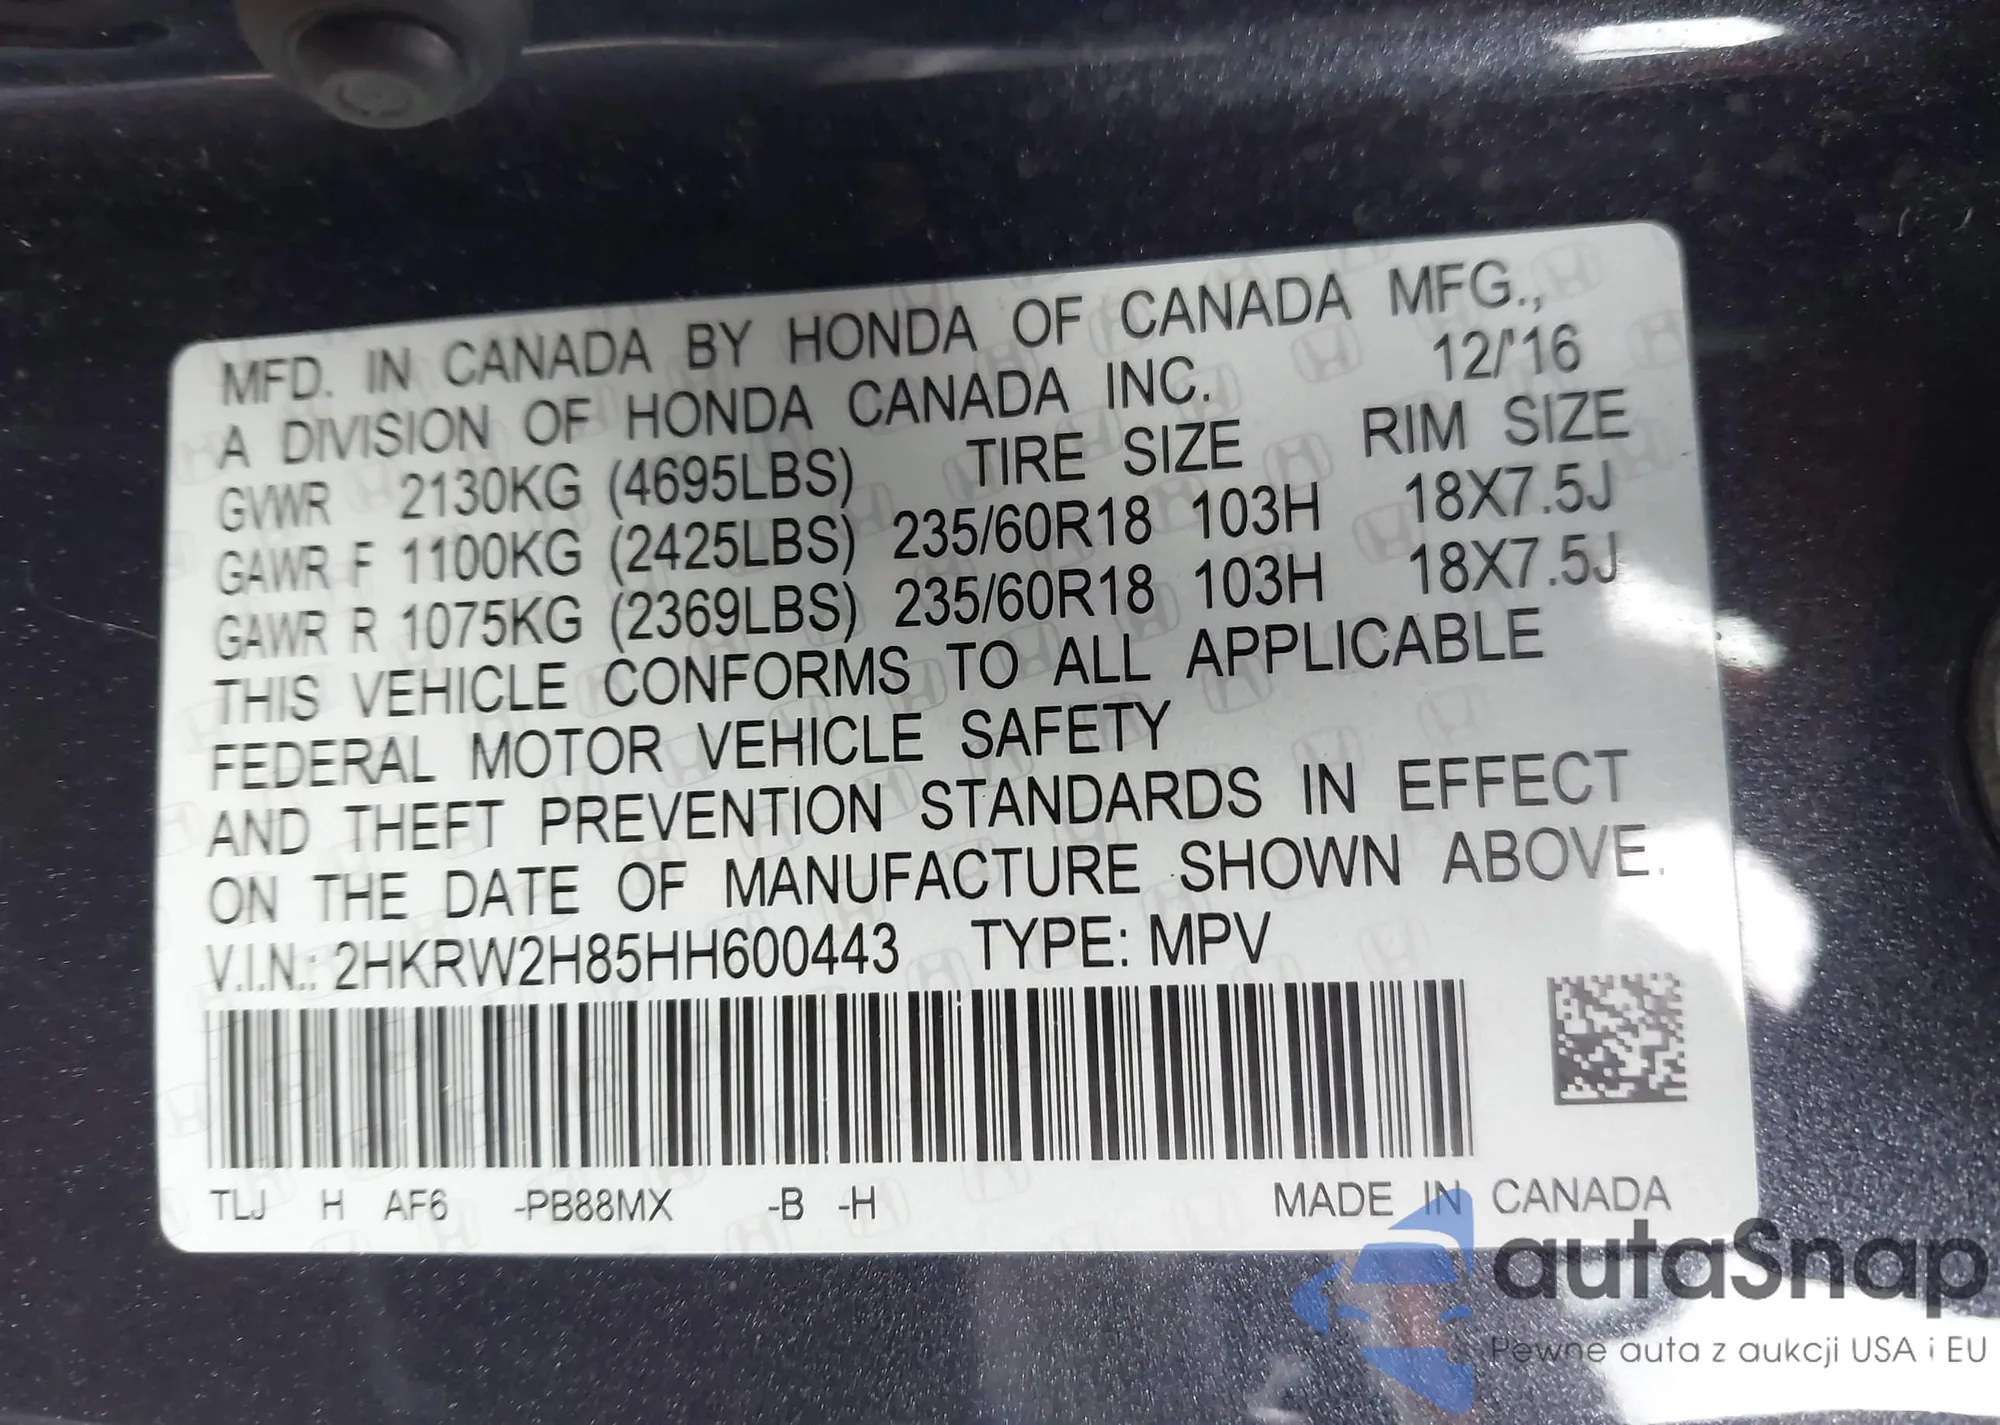 MFD. IN CANADA BY HONDA OF CANADA MFG.,
A DIVISION OF HONDA CANADA INC. 12/'16
GVWR 2130KG (4695LBS) TIRE SIZE RIM SIZE
GAWR F 1100KG (2425LBS) 235/60R18 103H 18X7.5J
GAWR R 1075KG (2369LBS) 235/60R18 103H 18X7.5J
THIS VEHICLE CONFORMS TO ALL APPLICABLE
FEDERAL MOTOR VEHICLE SAFETY
AND THEFT PREVENTION STANDARDS IN EFFECT
ON THE DATE OF MANUFACTURE SHOWN ABOVE.
V.I.N.: 2HKRW2H85HH600443 TYPE: MPV
TLJ H AF6 -PB88MX -B -H MADE IN CANADA
autaSnap
Pewne auta z aukcji USA i EU